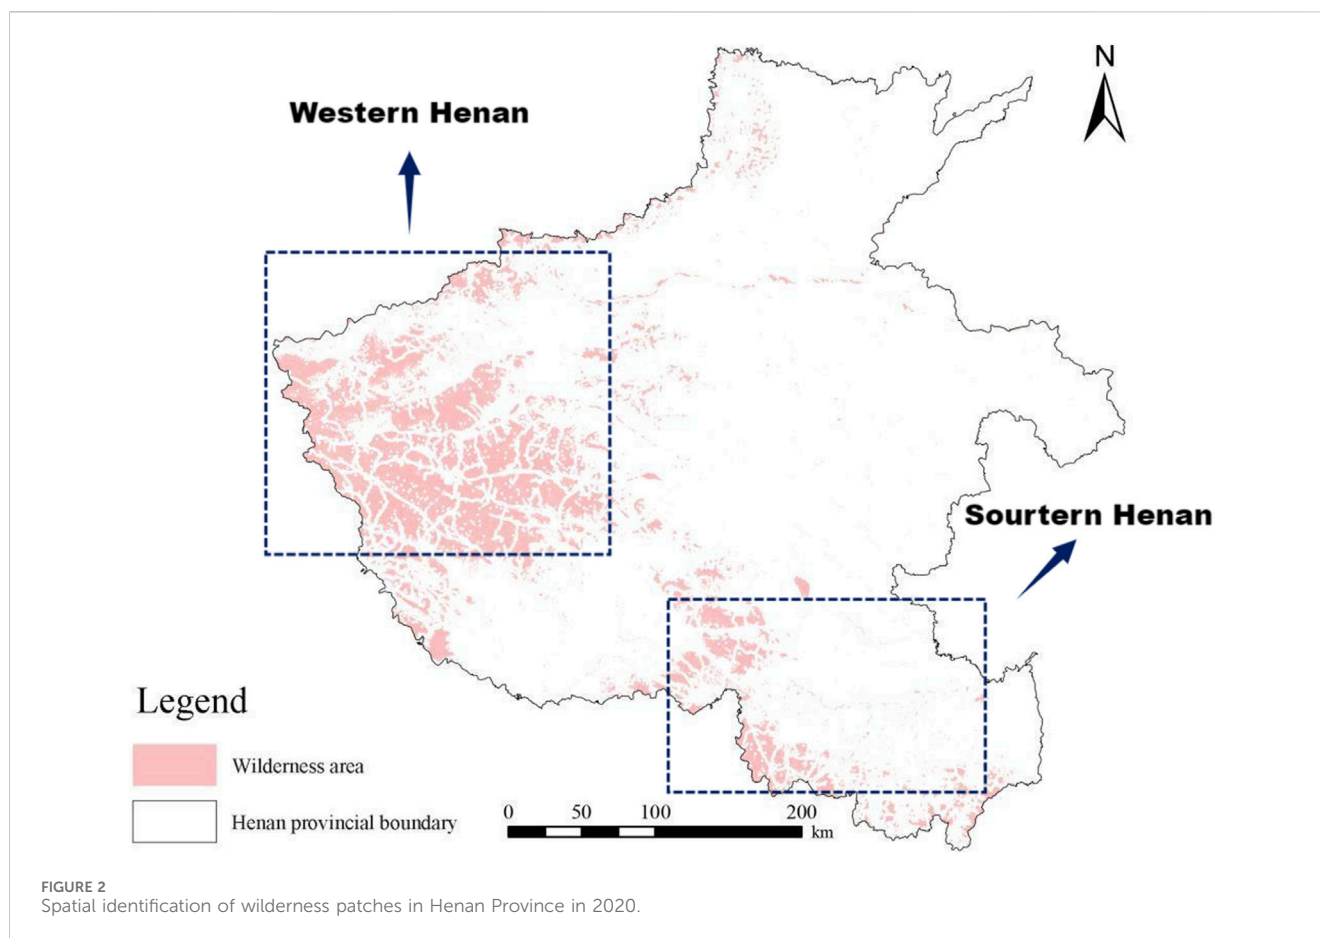 N
Western Henan
Sourtern Henan
Legend
Wilderness area
Henan provincial boundary
0 50 100 200
km
FIGURE 2
Spatial identification of wilderness patches in Henan Province in 2020.